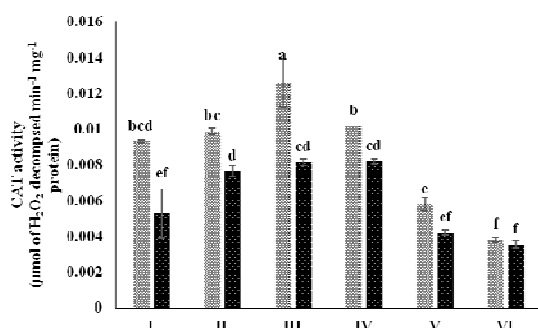 0.016
0.014
0.012
0.01
0.008
0.006
0.004
0.002
0
CAT activity
(µmol of H₂O₂ decompsed min⁻¹ mg⁻¹
protein)
bcd
ef
bc
d
a
cd
b
cd
e
ef
f
f
I II III IV V VI